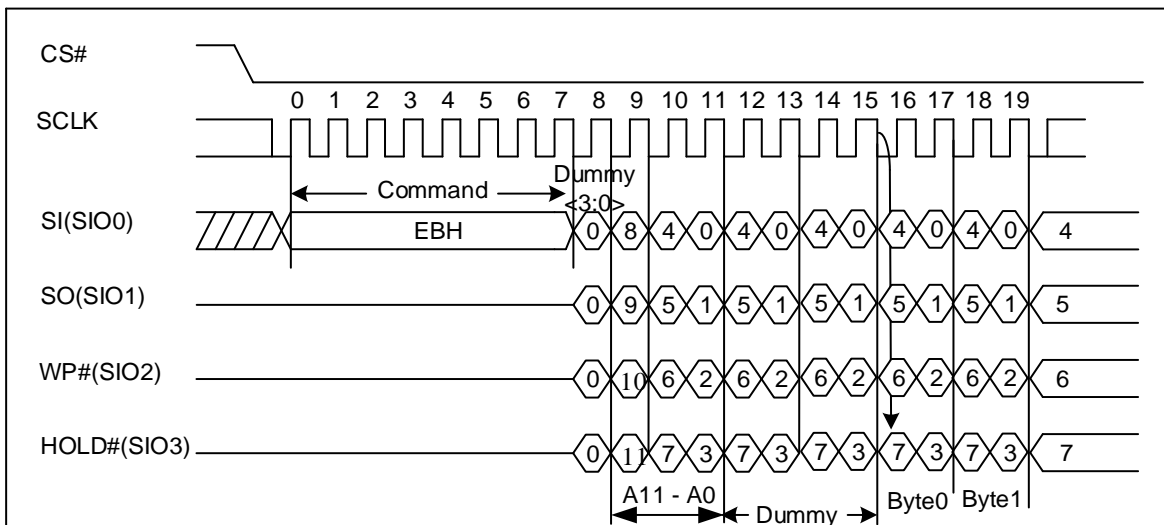 CS#
0 1 2 3 4 5 6 7 8 9 10 11 12 13 14 15 16 17 18 19
SCLK
Command
Dummy
<3:0>
SI(SIO0)
EBH
0 8 4 0 4 0 4 0 4 0 4 0 4
SO(SIO1)
0 9 5 1 5 1 5 1 5 1 5 1 5
WP#(SIO2)
0 10 6 2 6 2 6 2 6 2 6 2 6
HOLD#(SIO3)
0 11 7 3 7 3 7 3 7 3 7 3 7
A11 - A0
Dummy
Byte0
Byte1